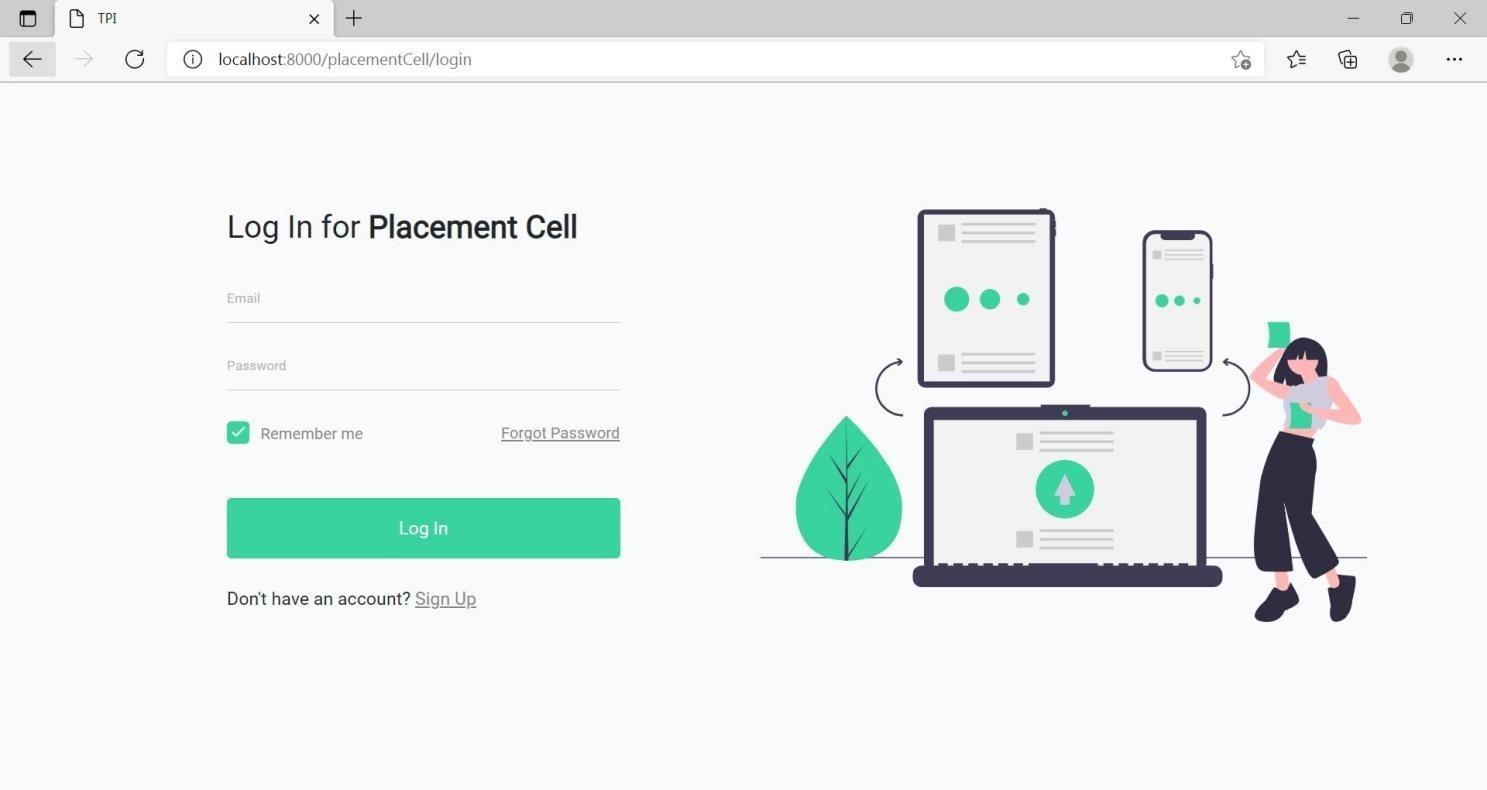 TPI
localhost:8000/placementCell/login
Log In for Placement Cell
Email
Password
Remember me
Forgot Password
Log In
Don't have an account? Sign Up